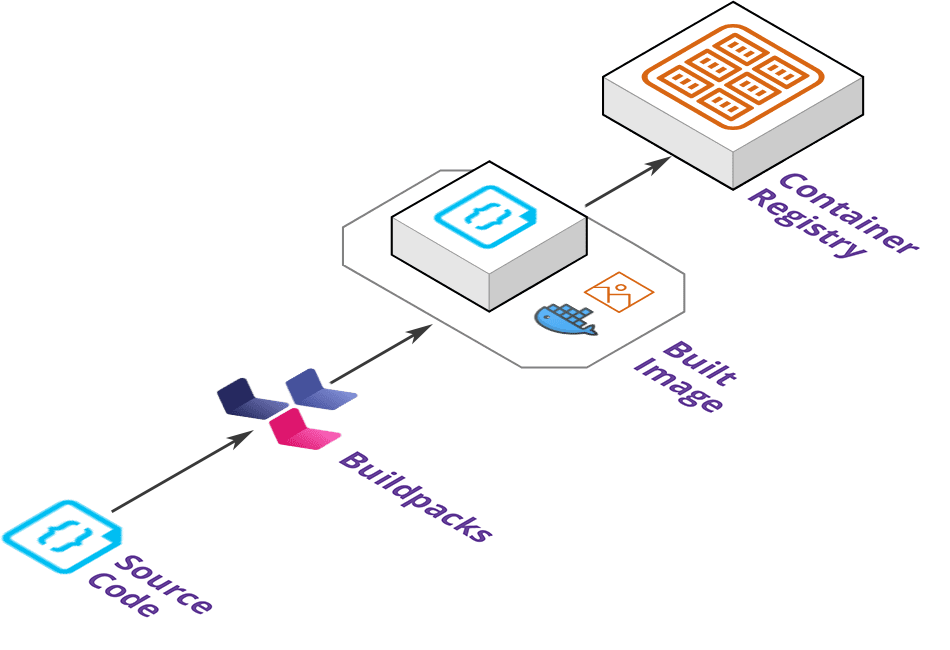 Container
Registry
Built
Image
Buildpacks
Source
Code